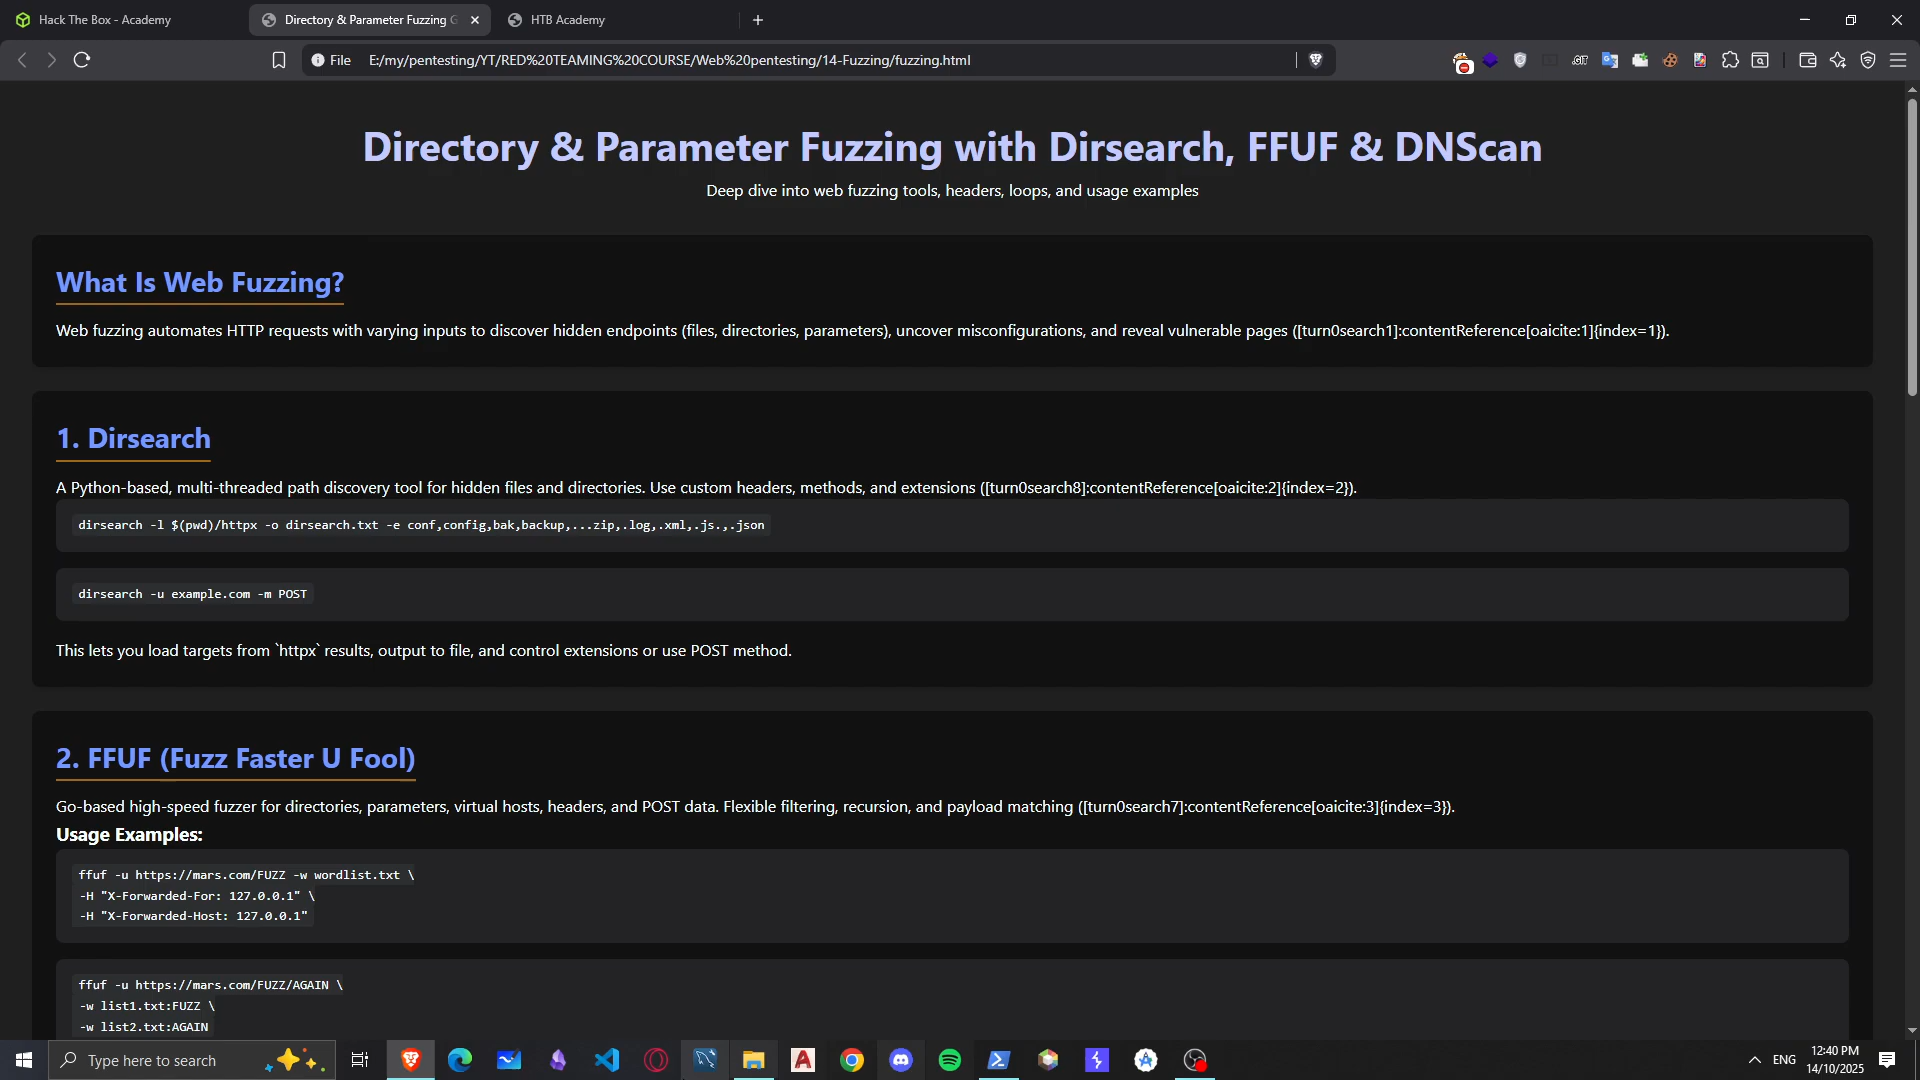 Hack The Box - Academy
Directory & Parameter Fuzzing G
HTB Academy
File E:/my/pentesting/YT/RED%20TEAMING%20COURSE/Web%20pentesting/14-Fuzzing/fuzzing.html
Directory & Parameter Fuzzing with Dirsearch, FFUF & DNScan
Deep dive into web fuzzing tools, headers, loops, and usage examples
What Is Web Fuzzing?
Web fuzzing automates HTTP requests with varying inputs to discover hidden endpoints (files, directories, parameters), uncover misconfigurations, and reveal vulnerable pages ([turn0search1]:contentReference[oaicite:1]{index=1}).
1. Dirsearch
A Python-based, multi-threaded path discovery tool for hidden files and directories. Use custom headers, methods, and extensions ([turn0search8]:contentReference[oaicite:2]{index=2}).
dirsearch -l $(pwd)/httpx -o dirsearch.txt -e conf,config,bak,backup,...zip,.log,.xml,.js.,.json
dirsearch -u example.com -m POST
This lets you load targets from `httpx` results, output to file, and control extensions or use POST method.
2. FFUF (Fuzz Faster U Fool)
Go-based high-speed fuzzer for directories, parameters, virtual hosts, headers, and POST data. Flexible filtering, recursion, and payload matching ([turn0search7]:contentReference[oaicite:3]{index=3}).
Usage Examples:
ffuf -u https://mars.com/FUZZ -w wordlist.txt \
-H "X-Forwarded-For: 127.0.0.1" \
-H "X-Forwarded-Host: 127.0.0.1"
ffuf -u https://mars.com/FUZZ/AGAIN \
-w list1.txt:FUZZ \
-w list2.txt:AGAIN
Type here to search
ENG
12:40 PM
14/10/2025